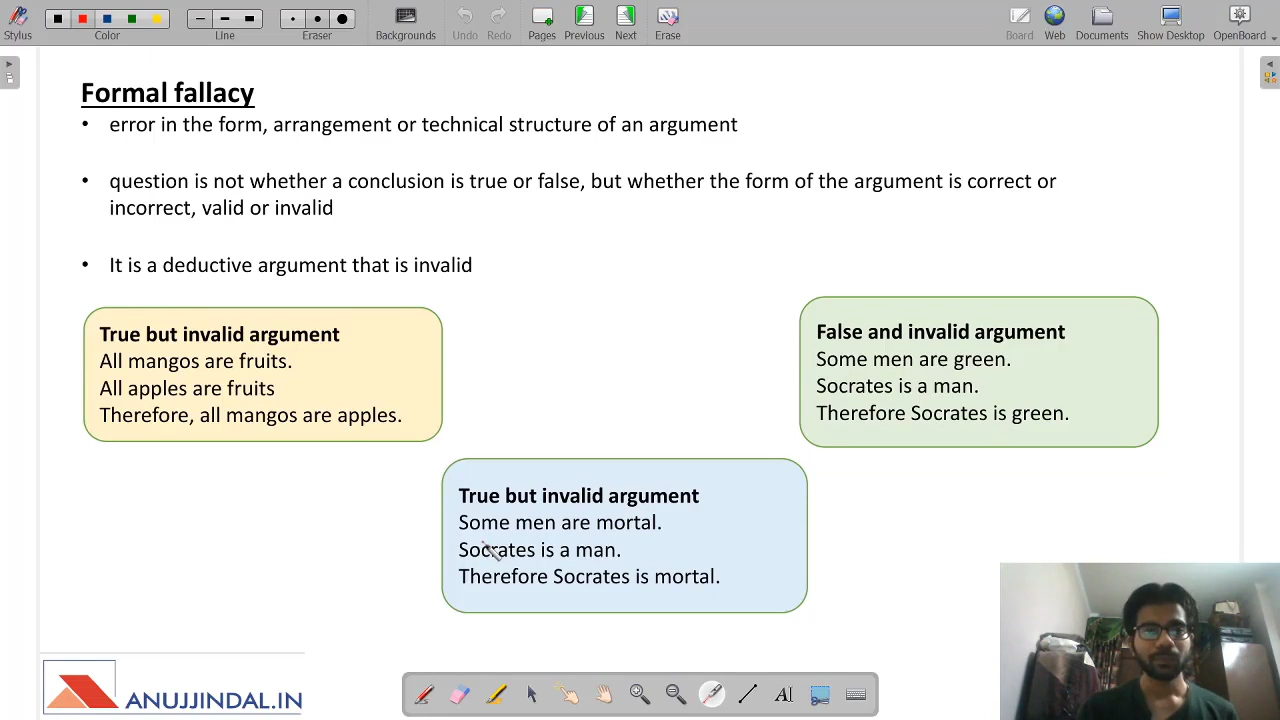 Stylus
Color
Line
Eraser
Backgrounds
Undo
Redo
Pages
Previous
Next
Erase
Board
Web
Documents
Show Desktop
OpenBoard
Formal fallacy
• error in the form, arrangement or technical structure of an argument
• question is not whether a conclusion is true or false, but whether the form of the argument is correct or
incorrect, valid or invalid
• It is a deductive argument that is invalid
True but invalid argument
All mangos are fruits.
All apples are fruits
Therefore, all mangos are apples.
False and invalid argument
Some men are green.
Socrates is a man.
Therefore Socrates is green.
True but invalid argument
Some men are mortal.
Socrates is a man.
Therefore Socrates is mortal.
ANUJJINDAL.IN
AI